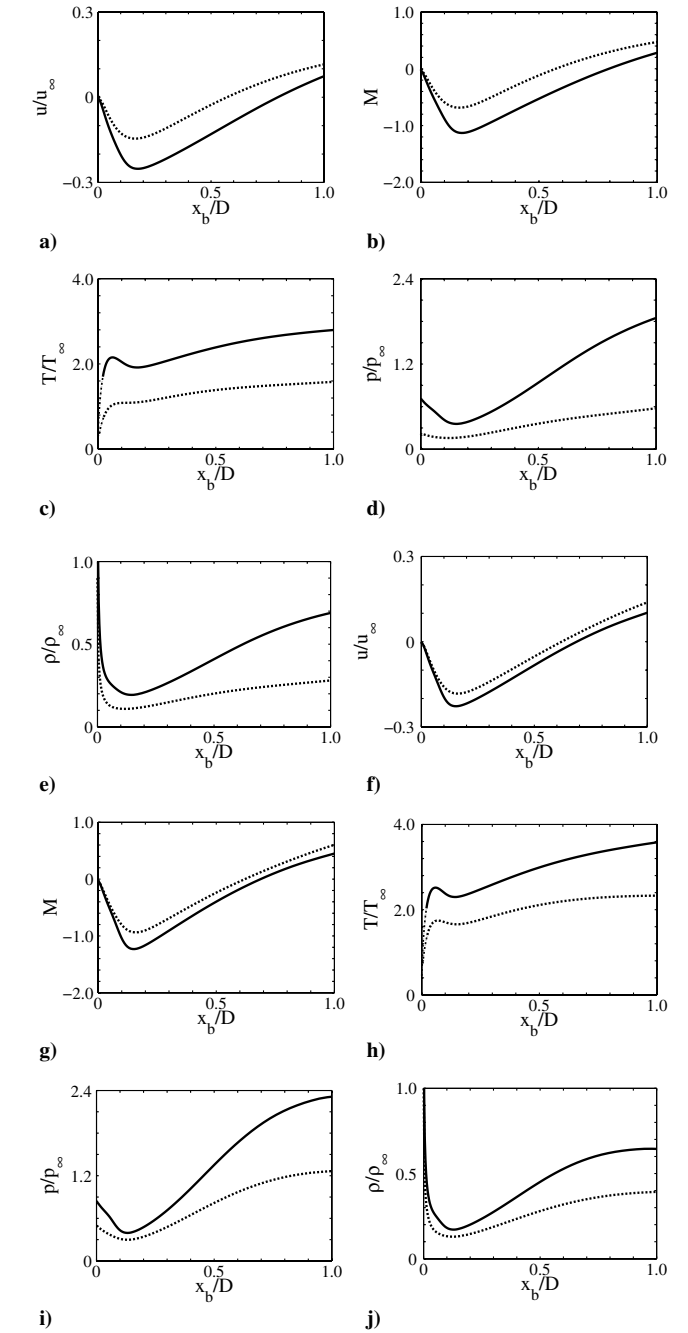 0.3 1.0
u/u∞ 0 M 0
-1.0
−0.3 −2.0
0 0.5 1.0 0 0.5 1.0
x_b/D x_b/D
a) b)
4.0 2.4
T/T∞ 2.0 p/p∞ 1.2
0 0
0 0.5 1.0 0 0.5 1.0
x_b/D x_b/D
c) d)
1.0 0.3
ρ/ρ∞ 0.5 u/u∞ 0
0 −0.3
0 0.5 1.0 0 0.5 1.0
x_b/D x_b/D
e) f)
1.0 4.0
M 0 T/T∞ 2.0
-1.0
−2.0 0
0 0.5 1.0 0 0.5 1.0
x_b/D x_b/D
g) h)
2.4 1.0
p/p∞ 1.2 ρ/ρ∞ 0.5
0 0
0 0.5 1.0 0 0.5 1.0
x_b/D x_b/D
i) j)